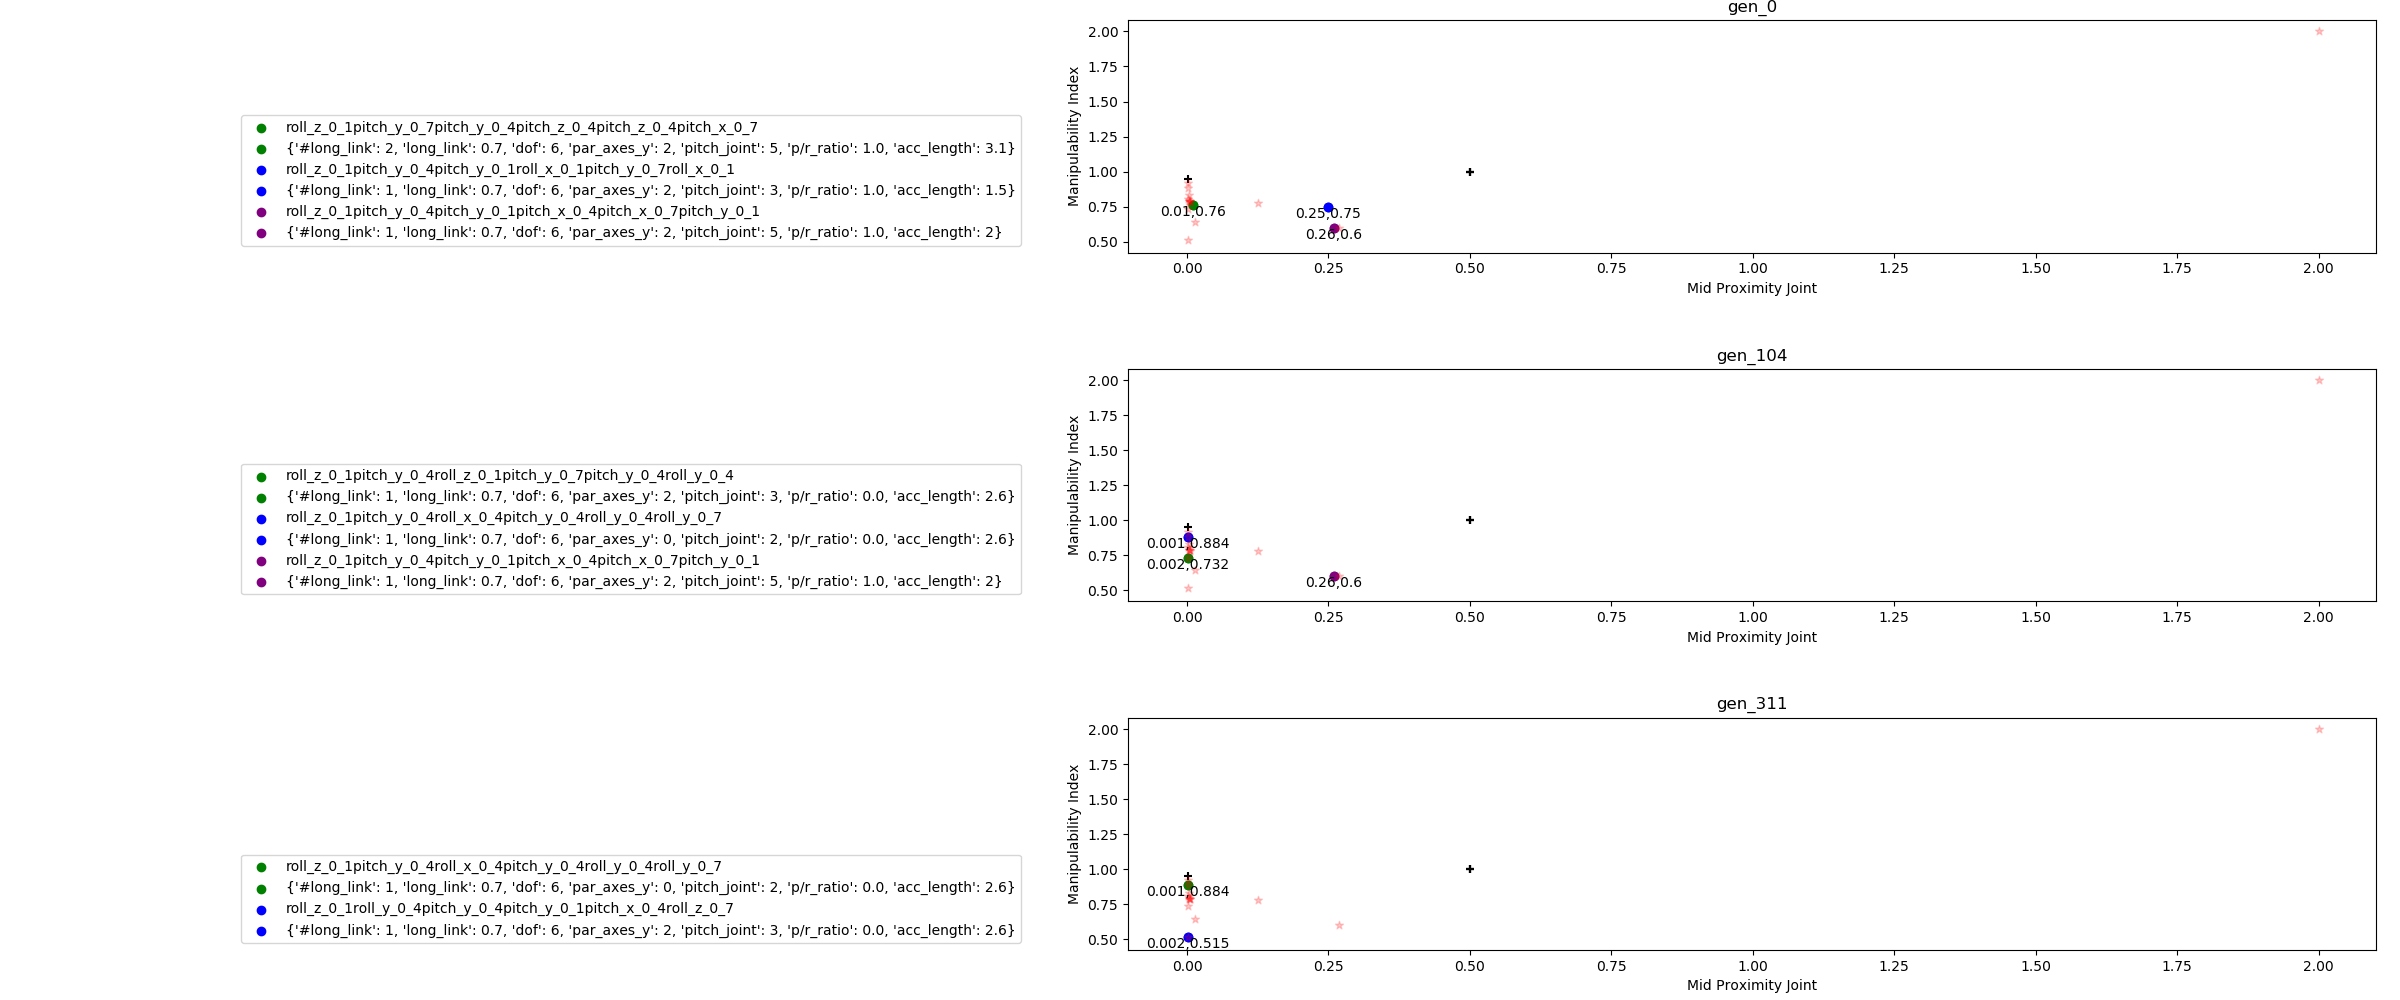 gen_0
roll_z_0_1pitch_y_0_7pitch_y_0_4pitch_z_0_4pitch_z_0_4pitch_x_0_7
{'#long_link': 2, 'long_link': 0.7, 'dof': 6, 'par_axes_y': 2, 'pitch_joint': 5, 'p/r_ratio': 1.0, 'acc_length': 3.1}
roll_z_0_1pitch_y_0_4pitch_y_0_1roll_x_0_1pitch_y_0_7roll_x_0_1
{'#long_link': 1, 'long_link': 0.7, 'dof': 6, 'par_axes_y': 2, 'pitch_joint': 3, 'p/r_ratio': 1.0, 'acc_length': 1.5}
roll_z_0_1pitch_y_0_4pitch_y_0_1pitch_x_0_4pitch_x_0_7pitch_y_0_1
{'#long_link': 1, 'long_link': 0.7, 'dof': 6, 'par_axes_y': 2, 'pitch_joint': 5, 'p/r_ratio': 1.0, 'acc_length': 2}
Manipulability Index
2.00
1.75
1.50
1.25
1.00
0.75
0.50
0.01,0.76
0.25,0.75
0.26,0.6
0.00 0.25 0.50 0.75 1.00 1.25 1.50 1.75 2.00
Mid Proximity Joint
gen_104
roll_z_0_1pitch_y_0_4roll_z_0_1pitch_y_0_7pitch_y_0_4roll_y_0_4
{'#long_link': 1, 'long_link': 0.7, 'dof': 6, 'par_axes_y': 2, 'pitch_joint': 3, 'p/r_ratio': 0.0, 'acc_length': 2.6}
roll_z_0_1pitch_y_0_4roll_x_0_4pitch_y_0_4roll_y_0_4roll_y_0_7
{'#long_link': 1, 'long_link': 0.7, 'dof': 6, 'par_axes_y': 0, 'pitch_joint': 2, 'p/r_ratio': 0.0, 'acc_length': 2.6}
roll_z_0_1pitch_y_0_4pitch_y_0_1pitch_x_0_4pitch_x_0_7pitch_y_0_1
{'#long_link': 1, 'long_link': 0.7, 'dof': 6, 'par_axes_y': 2, 'pitch_joint': 5, 'p/r_ratio': 1.0, 'acc_length': 2}
Manipulability Index
2.00
1.75
1.50
1.25
1.00
0.75
0.50
0.001,0.884
0.002,0.732
0.26,0.6
0.00 0.25 0.50 0.75 1.00 1.25 1.50 1.75 2.00
Mid Proximity Joint
gen_311
roll_z_0_1pitch_y_0_4roll_x_0_4pitch_y_0_4roll_y_0_4roll_y_0_7
{'#long_link': 1, 'long_link': 0.7, 'dof': 6, 'par_axes_y': 0, 'pitch_joint': 2, 'p/r_ratio': 0.0, 'acc_length': 2.6}
roll_z_0_1roll_y_0_4pitch_y_0_4pitch_y_0_1pitch_x_0_4roll_z_0_7
{'#long_link': 1, 'long_link': 0.7, 'dof': 6, 'par_axes_y': 2, 'pitch_joint': 3, 'p/r_ratio': 0.0, 'acc_length': 2.6}
Manipulability Index
2.00
1.75
1.50
1.25
1.00
0.75
0.50
0.001,0.884
0.002,0.515
0.00 0.25 0.50 0.75 1.00 1.25 1.50 1.75 2.00
Mid Proximity Joint